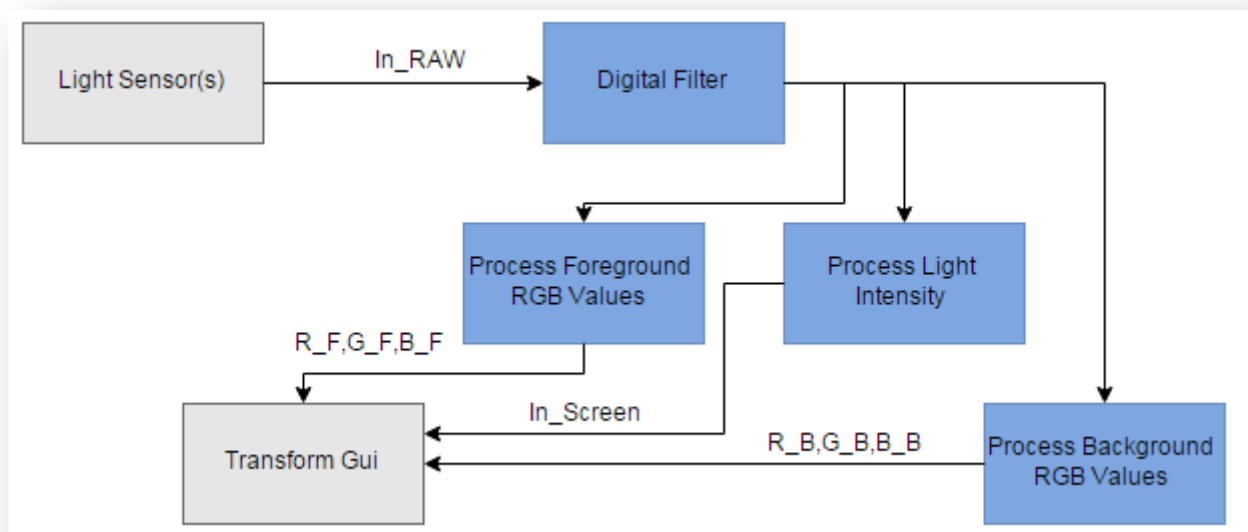 Light Sensor(s)
In_RAW
Digital Filter
Process Foreground
RGB Values
Process Light
Intensity
R_F,G_F,B_F
In_Screen
R_B,G_B,B_B
Transform Gui
Process Background
RGB Values